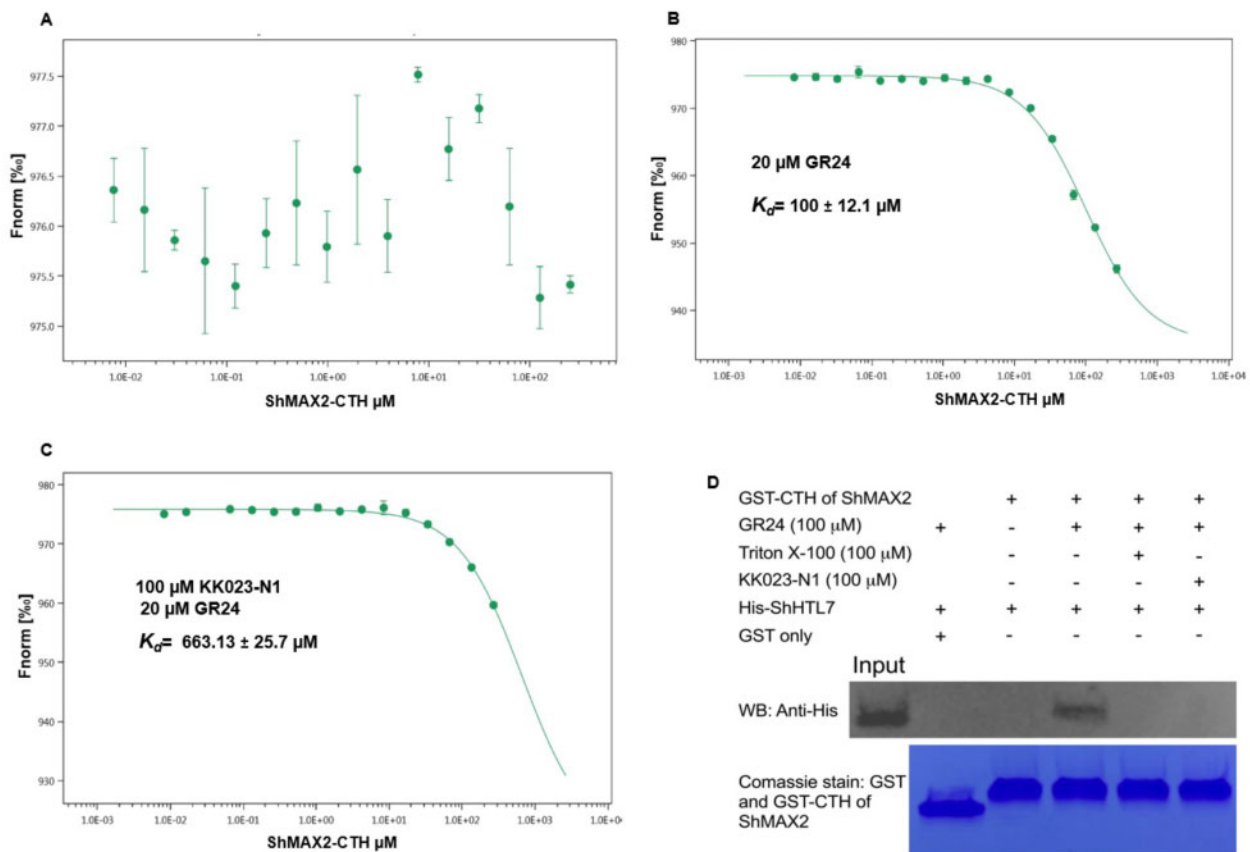 A
977.5
977.0
976.5
976.0
975.5
975.0
Fnorm [‰]
1.0E-02 1.0E-01 1.0E+00 1.0E+01 1.0E+02
ShMAX2-CTH µM
B
980
970
960
950
940
Fnorm [‰]
20 µM GR24
Kd= 100 ± 12.1 µM
1.0E-03 1.0E-02 1.0E-01 1.0E+00 1.0E+01 1.0E+02 1.0E+03 1.0E+04
ShMAX2-CTH µM
C
980
970
960
950
940
930
Fnorm [‰]
100 µM KK023-N1
20 µM GR24
Kd= 663.13 ± 25.7 µM
1.0E-03 1.0E-02 1.0E-01 1.0E+00 1.0E+01 1.0E+02 1.0E+03 1.0E+0
ShMAX2-CTH µM
D
GST-CTH of ShMAX2 + + + +
GR24 (100 µM) + - + + +
Triton X-100 (100 µM) - - + -
KK023-N1 (100 µM) - - - +
His-ShHTL7 + + + + +
GST only + - - - -
Input
WB: Anti-His
Comassie stain: GST
and GST-CTH of
ShMAX2